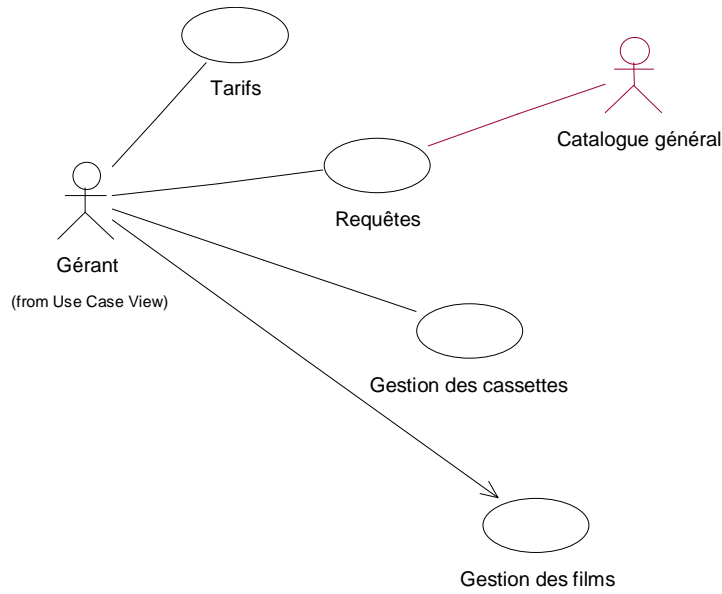 Tarifs
Catalogue général
Requêtes
Gérant
(from Use Case View)
Gestion des cassettes
Gestion des films